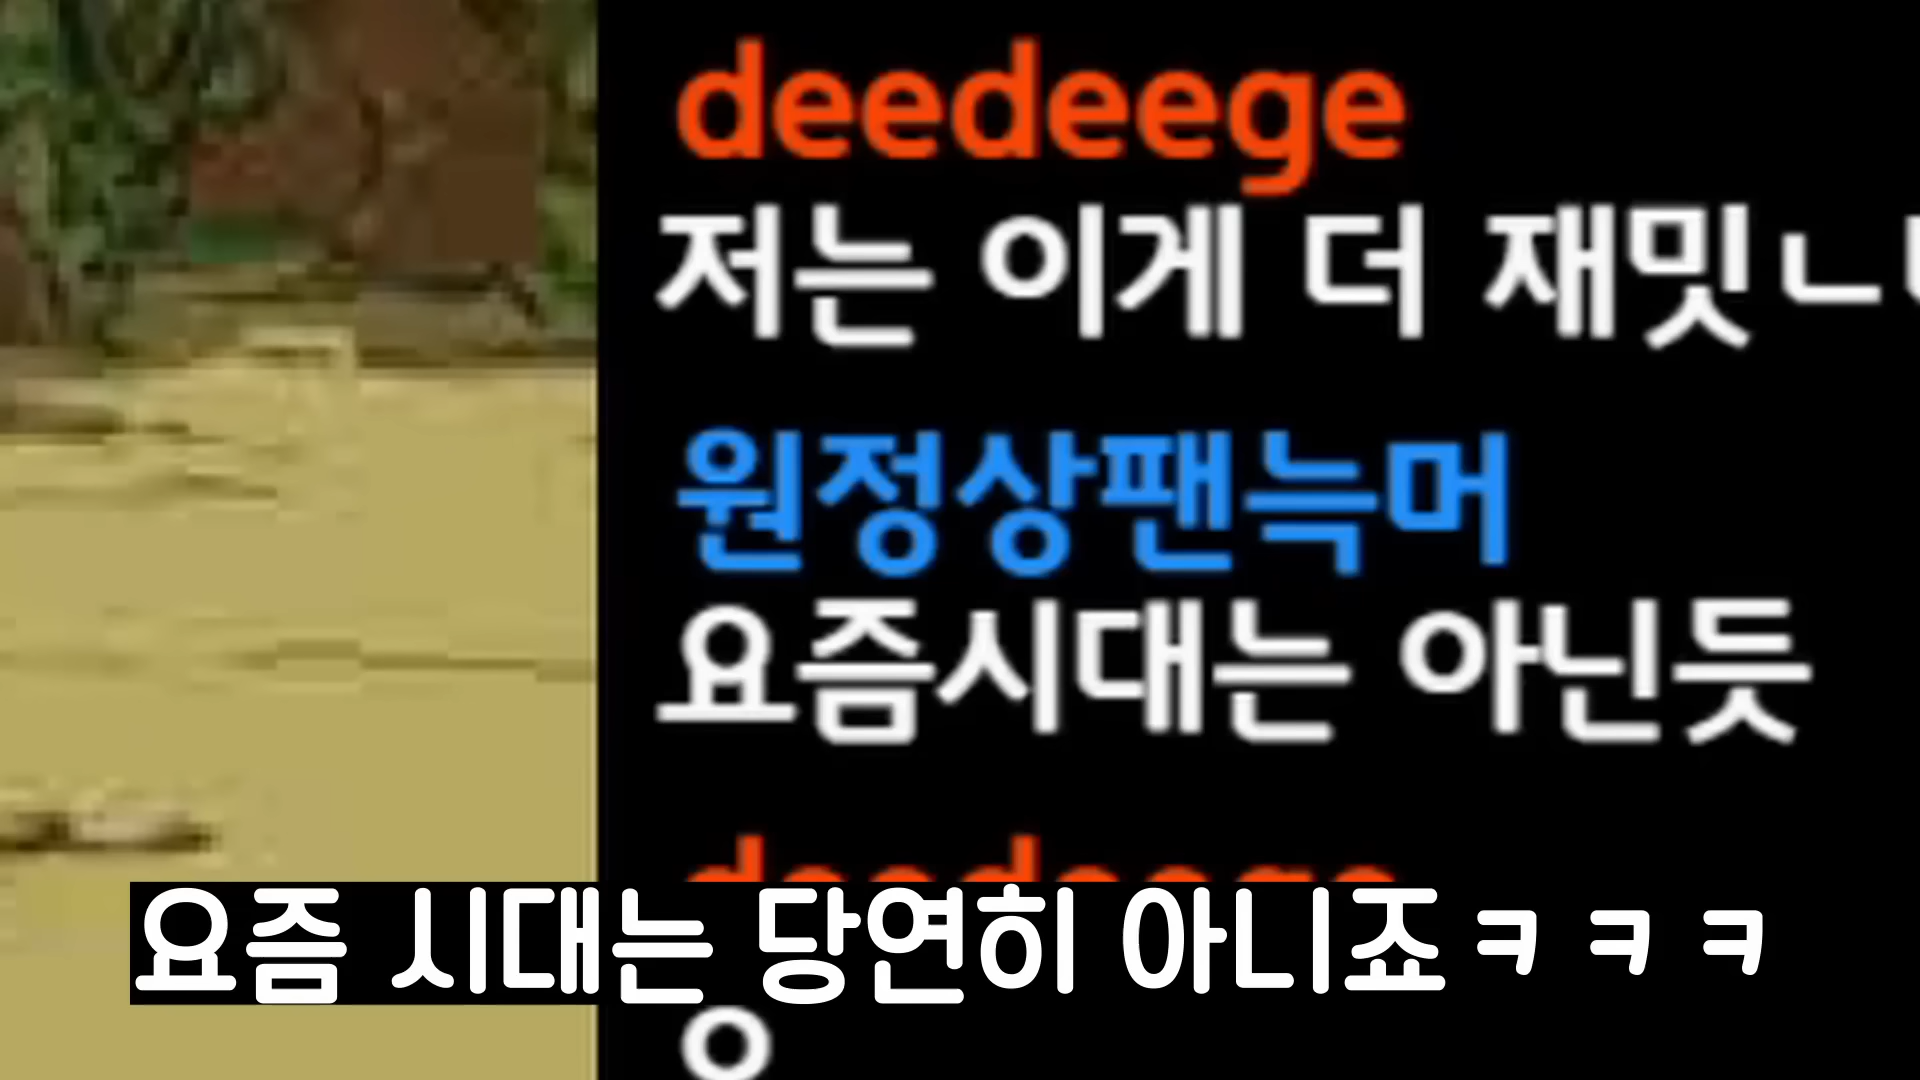 deedeege
저는 이게 더 재밋ㄴ
원정상팬늑머
요즘시대는 아닌듯
요즘 시대는 당연히 아니죠ㅋㅋㅋ